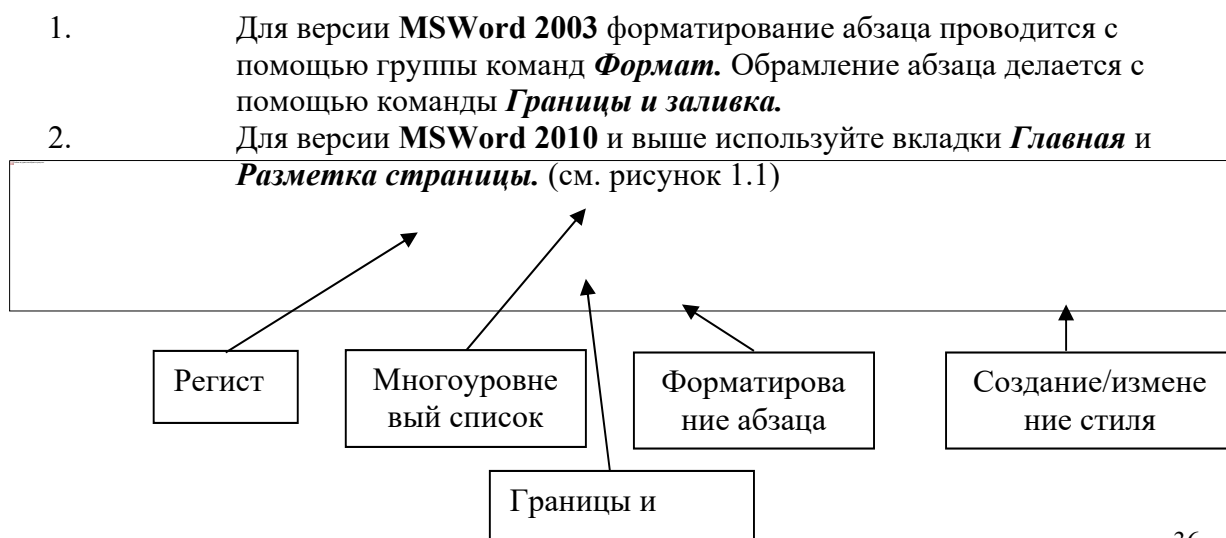 1. Для версии MSWord 2003 форматирование абзаца проводится с
помощью группы команд Формат. Обрамление абзаца делается с
помощью команды Границы и заливка.
2. Для версии MSWord 2010 и выше используйте вкладки Главная и
Разметка страницы. (см. рисунок 1.1)
Регист
Многоуровне
вый список
Форматирова
ние абзаца
Создание/измене
ние стиля
Границы и